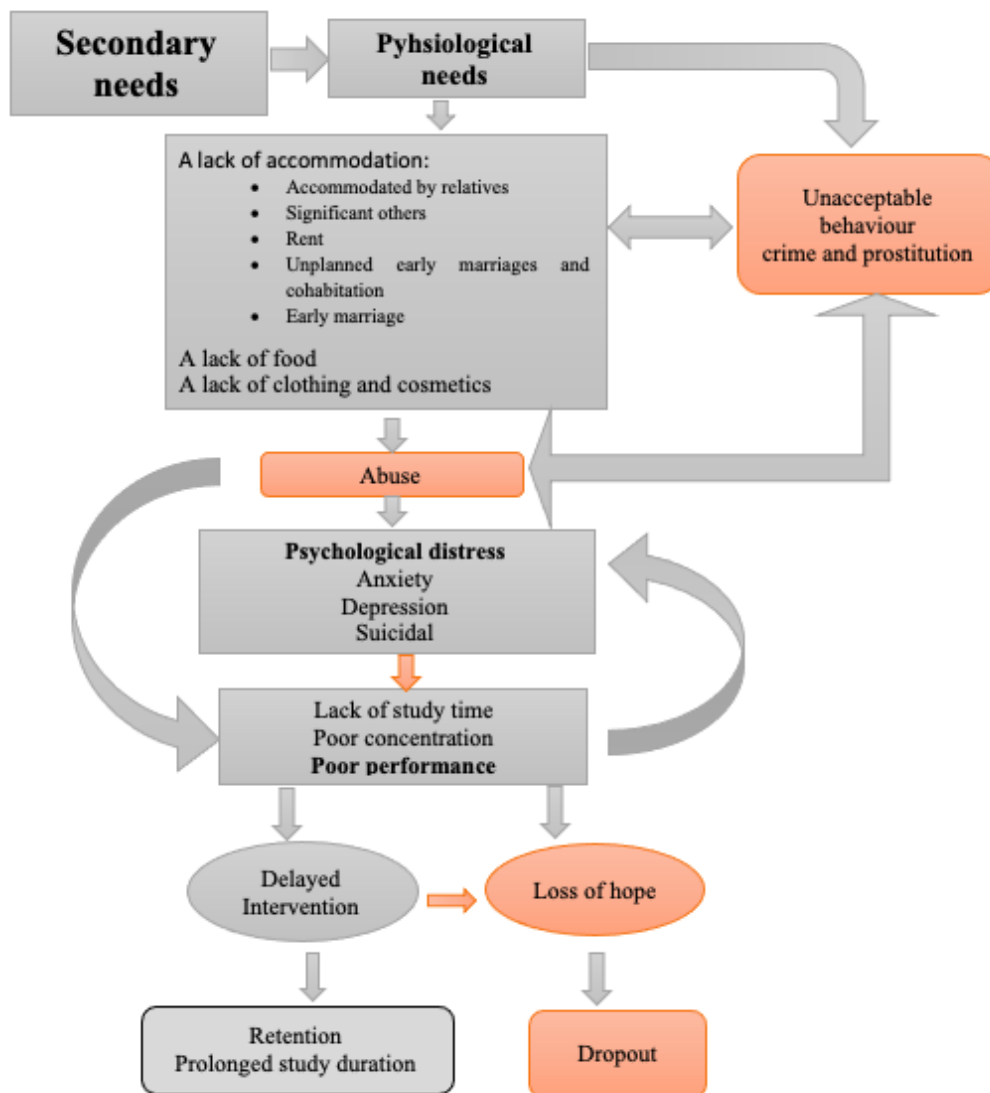 Secondary
needs
Pyhsiological
needs
A lack of accommodation:
• Accommodated by relatives
• Significant others
• Rent
• Unplanned early marriages and
cohabitation
• Early marriage
A lack of food
A lack of clothing and cosmetics
Unacceptable
behaviour
crime and prostitution
Abuse
Psychological distress
Anxiety
Depression
Suicidal
Lack of study time
Poor concentration
Poor performance
Delayed
Intervention
Loss of hope
Retention
Prolonged study duration
Dropout